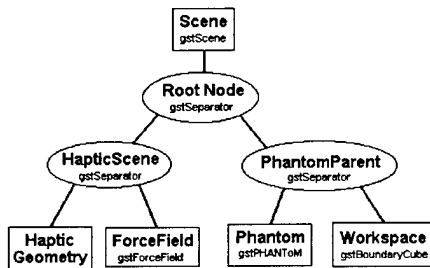 Scene
gstScene
Root Node
gstSeparator
HapticScene
gstSeparator
PhantomParent
gstSeparator
Haptic
Geometry
ForceField
gstForceField
Phantom
gstPHANToM
Workspace
gstBoundaryCube